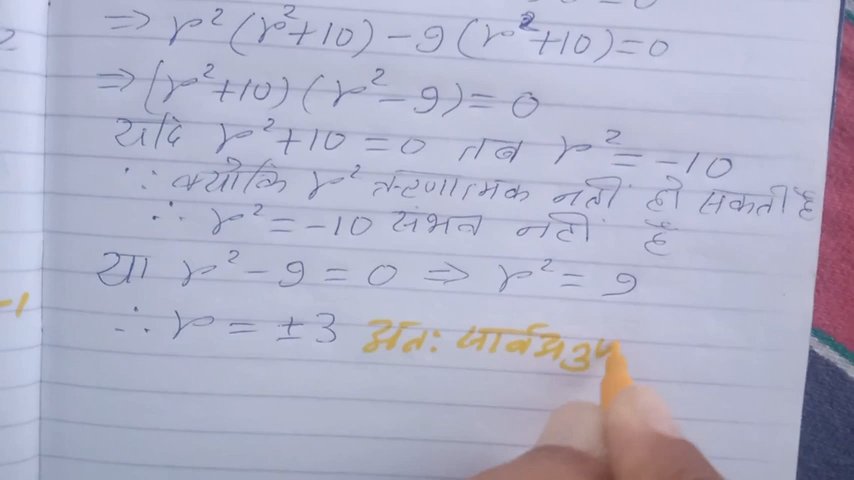 ⇒ r²(r²+10)-9(r²+10)=0
⇒(r²+10)(r²-9)=0
यदि r²+10=0 तब r²=-10
∵ क्योंकि r² ऋणात्मक नहीं हो सकती है
∴ r²=-10 संभव नहीं है
या r²-9=0 ⇒ r²=9
∴ r=±3 अतः सार्वअनु
-1